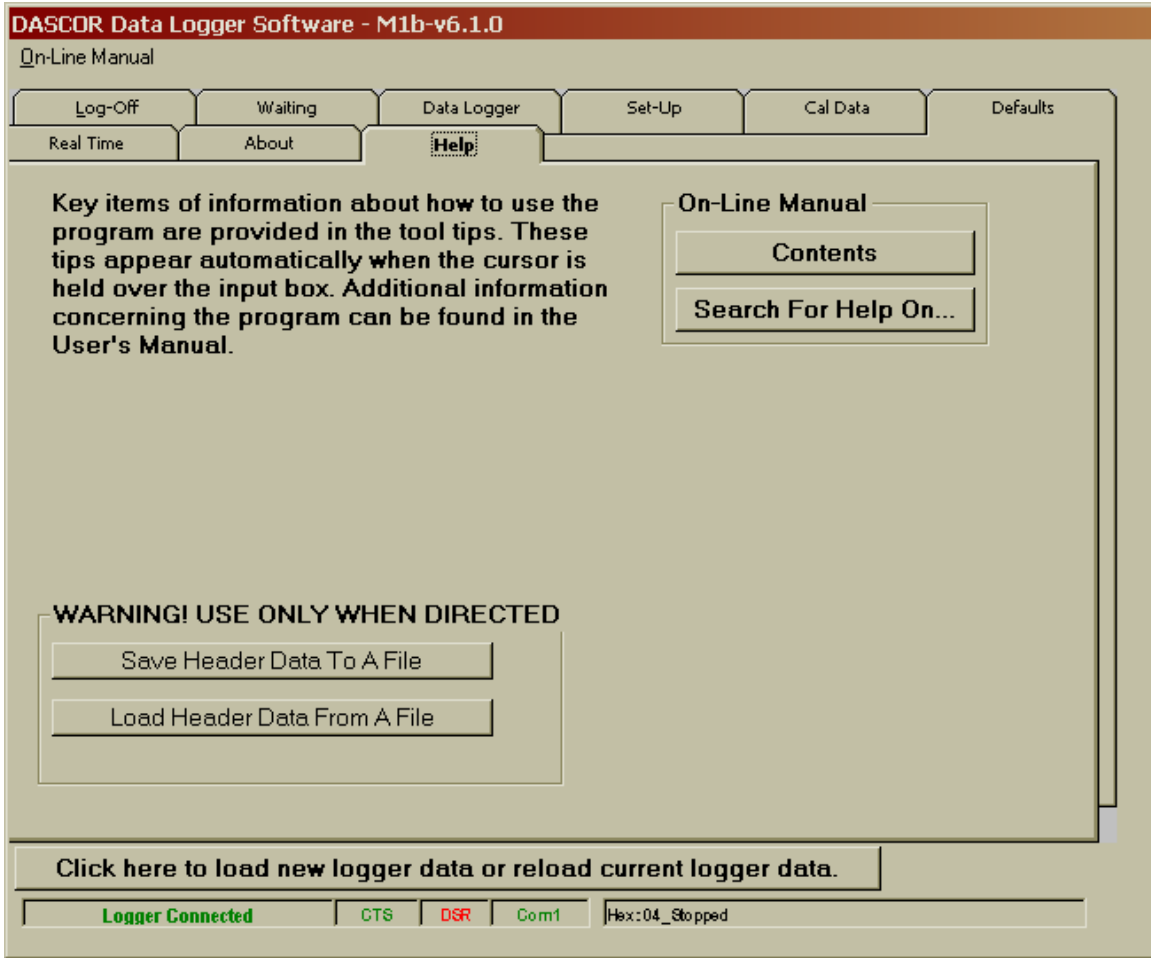 DASCOR Data Logger Software - M1b-v6.1.0
On-Line Manual
Log-Off
Waiting
Data Logger
Set-Up
Cal Data
Defaults
Real Time
About
Help
Key items of information about how to use the
program are provided in the tool tips. These
tips appear automatically when the cursor is
held over the input box. Additional information
concerning the program can be found in the
User's Manual.
On-Line Manual
Contents
Search For Help On...
WARNING! USE ONLY WHEN DIRECTED
Save Header Data To A File
Load Header Data From A File
Click here to load new logger data or reload current logger data.
Logger Connected
CTS
DSR
Com1
Hex:04_Stopped